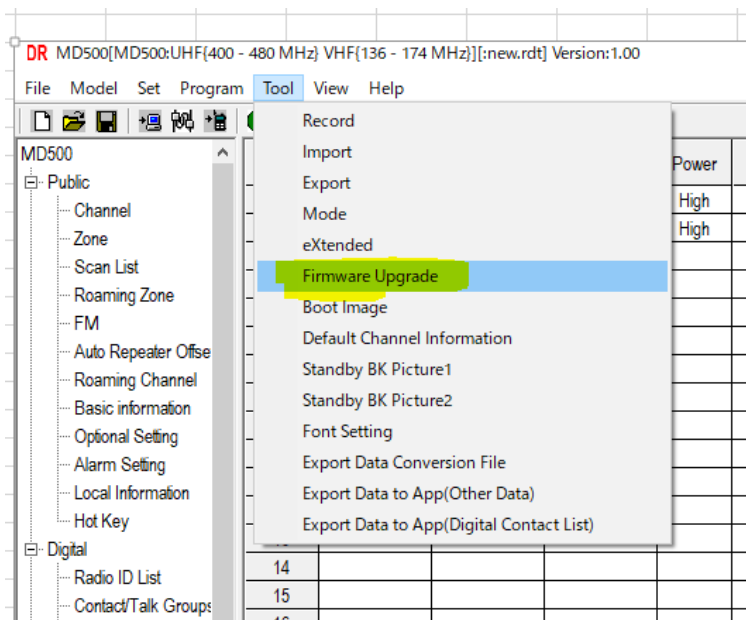 DR MD500[MD500:UHF{400 - 480 MHz} VHF{136 - 174 MHz}][:new.rdt] Version:1.00
File Model Set Program Tool View Help
Record
Import
Export
Mode
eXtended
Firmware Upgrade
Boot Image
Default Channel Information
Standby BK Picture1
Standby BK Picture2
Font Setting
Export Data Conversion File
Export Data to App(Other Data)
Export Data to App(Digital Contact List)
MD500
Public
Channel
Zone
Scan List
Roaming Zone
FM
Auto Repeater Offse
Roaming Channel
Basic information
Optional Setting
Alarm Setting
Local Information
Hot Key
Digital
Radio ID List
Contact/Talk Groups
Power
High
High
14
15